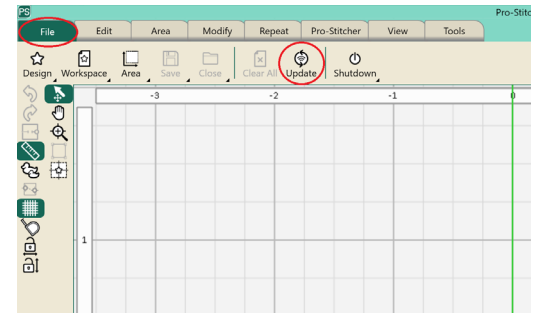 PS Pro-Stitc
File Edit Area Modify Repeat Pro-Stitcher View Tools
Design Workspace Area Save Close Clear All Update Shutdown
-3 -2 -1 0
1